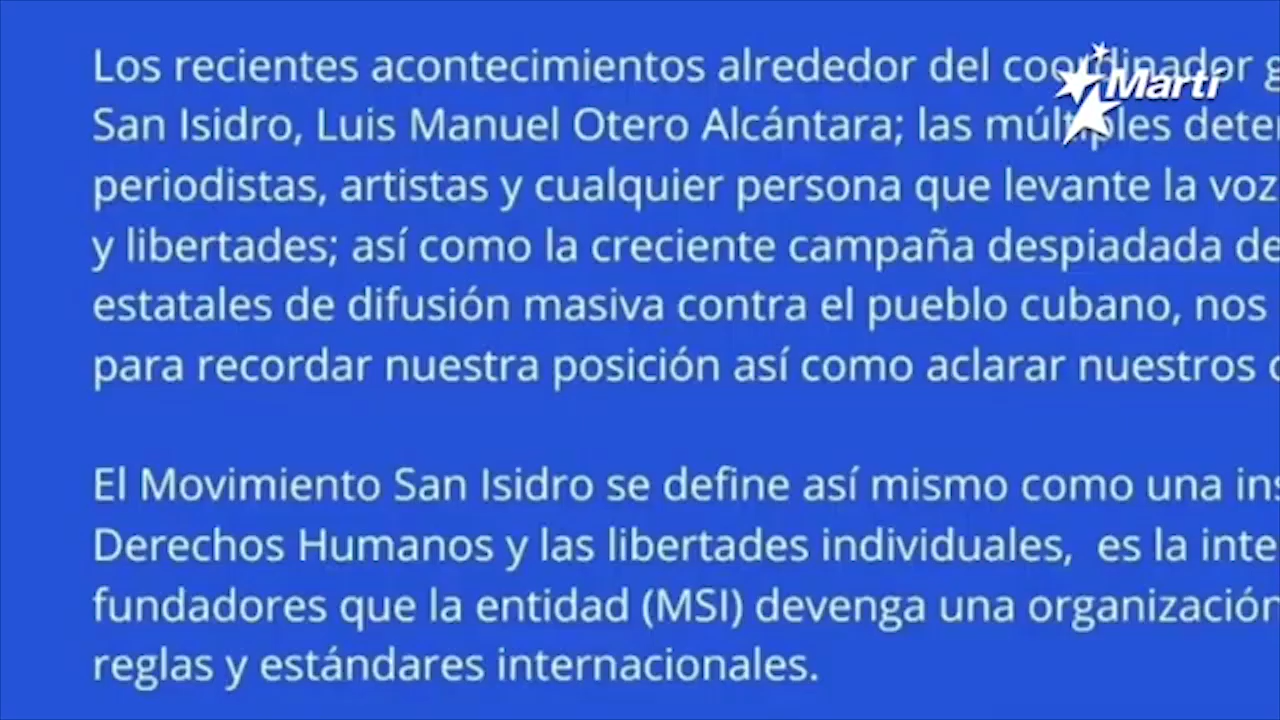 Los recientes acontecimientos alrededor del coordinador g
San Isidro, Luis Manuel Otero Alcántara; las múltiples dete
periodistas, artistas y cualquier persona que levante la voz
y libertades; así como la creciente campaña despiadada de
estatales de difusión masiva contra el pueblo cubano, nos
para recordar nuestra posición así como aclarar nuestros
El Movimiento San Isidro se define así mismo como una ins
Derechos Humanos y las libertades individuales, es la inte
fundadores que la entidad (MSI) devenga una organización
reglas y estándares internacionales.
Martí